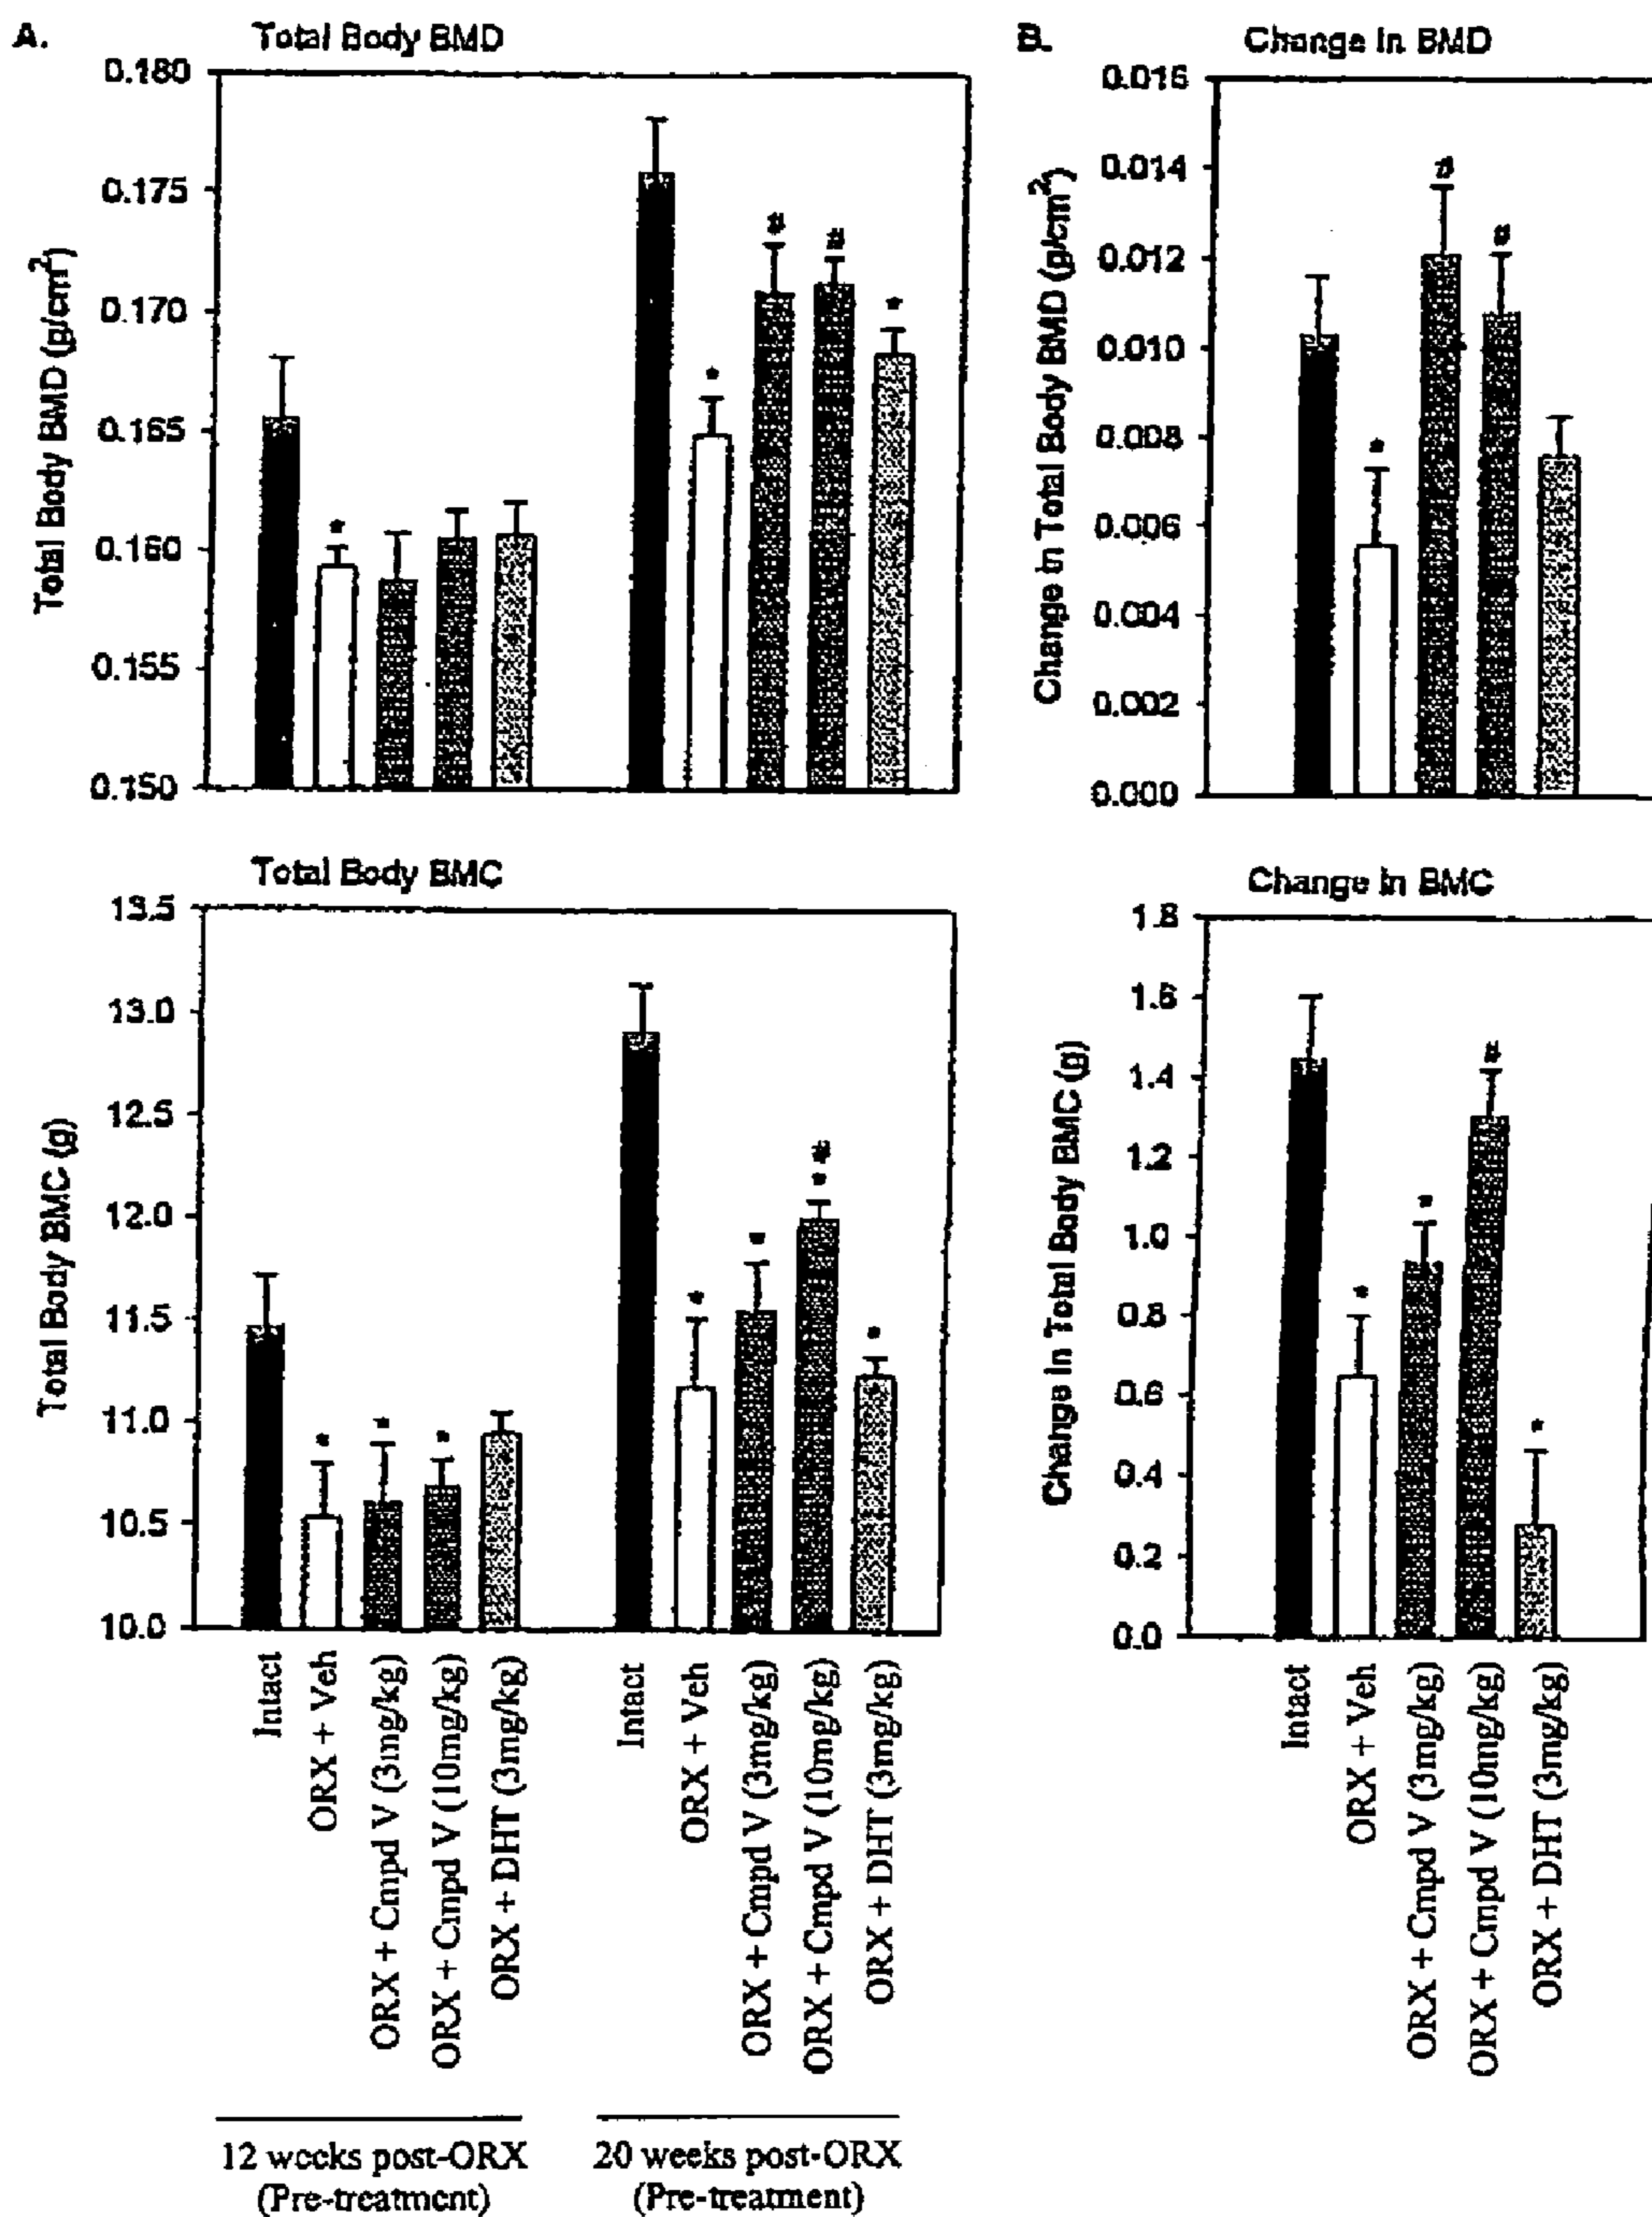 A.
Total Body BMD
Total Body BMD (g/cm²)
0.180
0.175
0.170
0.165
0.160
0.155
0.150
*
*
#
#
*
B.
Change in BMD
Change in Total Body BMD (g/cm²)
0.016
0.014
0.012
0.010
0.008
0.006
0.004
0.002
0.000
*
#
#
Total Body BMC
Total Body BMC (g)
13.5
13.0
12.5
12.0
11.5
11.0
10.5
10.0
*
*
*
*
*
#
*
*
Change in BMC
Change in Total Body BMC (g)
1.8
1.6
1.4
1.2
1.0
0.8
0.6
0.4
0.2
0.0
*
*
#
*
Intact
ORX + Veh
ORX + Cmpd V (3mg/kg)
ORX + Cmpd V (10mg/kg)
ORX + DHT (3mg/kg)
Intact
ORX + Veh
ORX + Cmpd V (3mg/kg)
ORX + Cmpd V (10mg/kg)
ORX + DHT (3mg/kg)
Intact
ORX + Veh
ORX + Cmpd V (3mg/kg)
ORX + Cmpd V (10mg/kg)
ORX + DHT (3mg/kg)
12 weeks post-ORX
(Pre-treatment)
20 weeks post-ORX
(Pre-treatment)